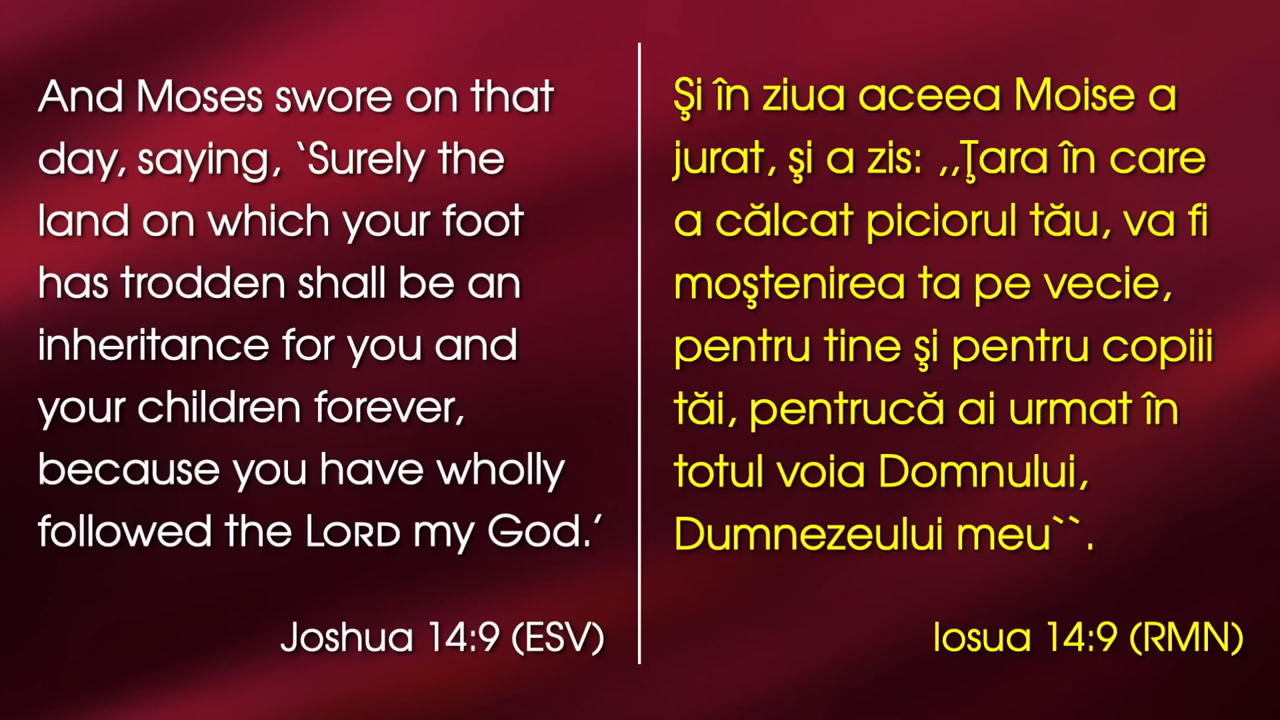 And Moses swore on that
day, saying, ‘Surely the
land on which your foot
has trodden shall be an
inheritance for you and
your children forever,
because you have wholly
followed the LORD my God.’
Joshua 14:9 (ESV)
Şi în ziua aceea Moise a
jurat, şi a zis: ,,Ţara în care
a călcat piciorul tău, va fi
moştenirea ta pe vecie,
pentru tine şi pentru copiii
tăi, pentrucă ai urmat în
totul voia Domnului,
Dumnezeului meu``.
Iosua 14:9 (RMN)